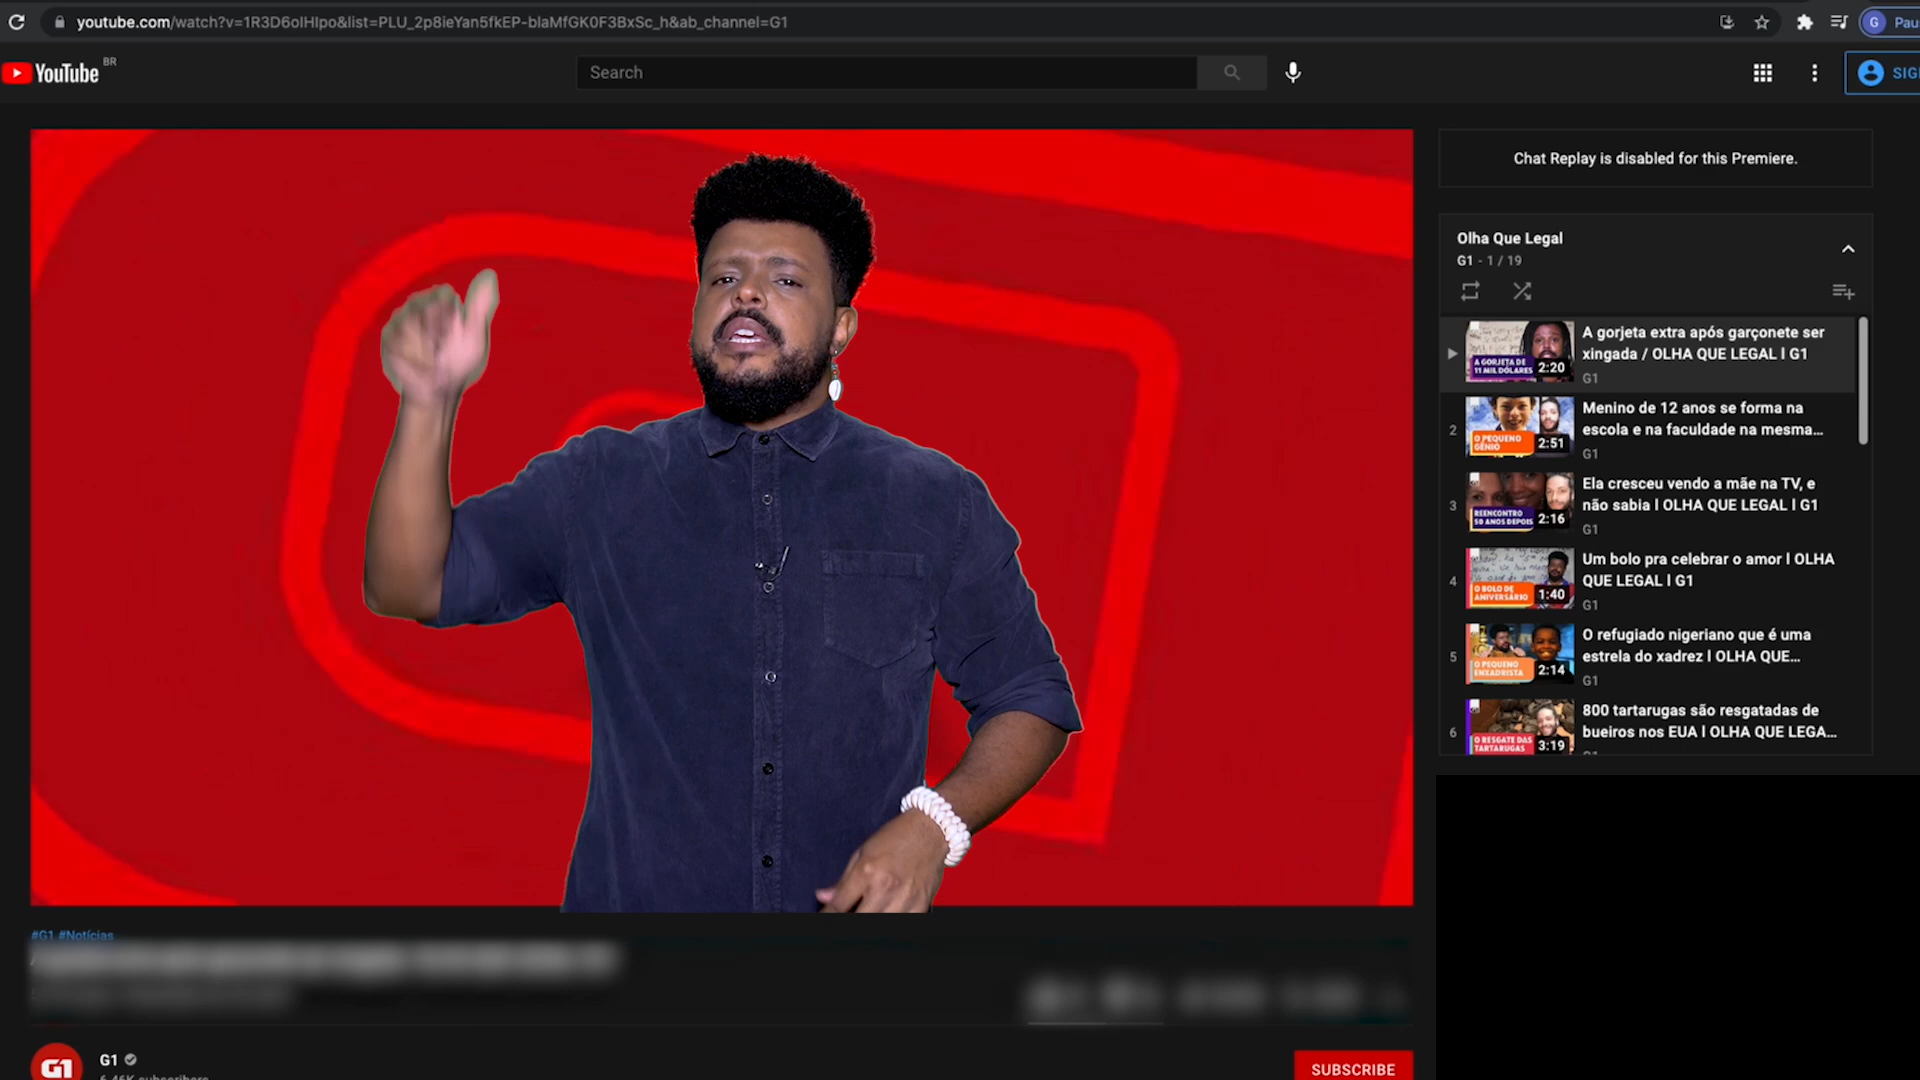 youtube.com/watch?v=1R3D6oIHIpo&list=PLU_2p8ieYan5fkEP-blaMfGK0F3BxSc_h&ab_channel=G1
G
Pau
YouTube BR
Search
SIG
Chat Replay is disabled for this Premiere.
Olha Que Legal
G1 - 1 / 19
A GORJETA DE
11 MIL DÓLARES
2:20
A gorjeta extra após garçonete ser
xingada / OLHA QUE LEGAL l G1
G1
2
O PEQUENO
GÊNIO
2:51
Menino de 12 anos se forma na
escola e na faculdade na mesma...
G1
3
REENCONTRO
50 ANOS DEPOIS
2:16
Ela cresceu vendo a mãe na TV, e
não sabia l OLHA QUE LEGAL l G1
G1
4
O BOLO DE
ANIVERSÁRIO
1:40
Um bolo pra celebrar o amor l OLHA
QUE LEGAL l G1
G1
5
O PEQUENO
ENXADRISTA
2:14
O refugiado nigeriano que é uma
estrela do xadrez l OLHA QUE...
G1
6
O RESGATE DAS
TARTARUGAS
3:19
800 tartarugas são resgatadas de
bueiros nos EUA l OLHA QUE LEGA...
#G1 #Notícias
G1
G1
6.46K subscribers
SUBSCRIBE